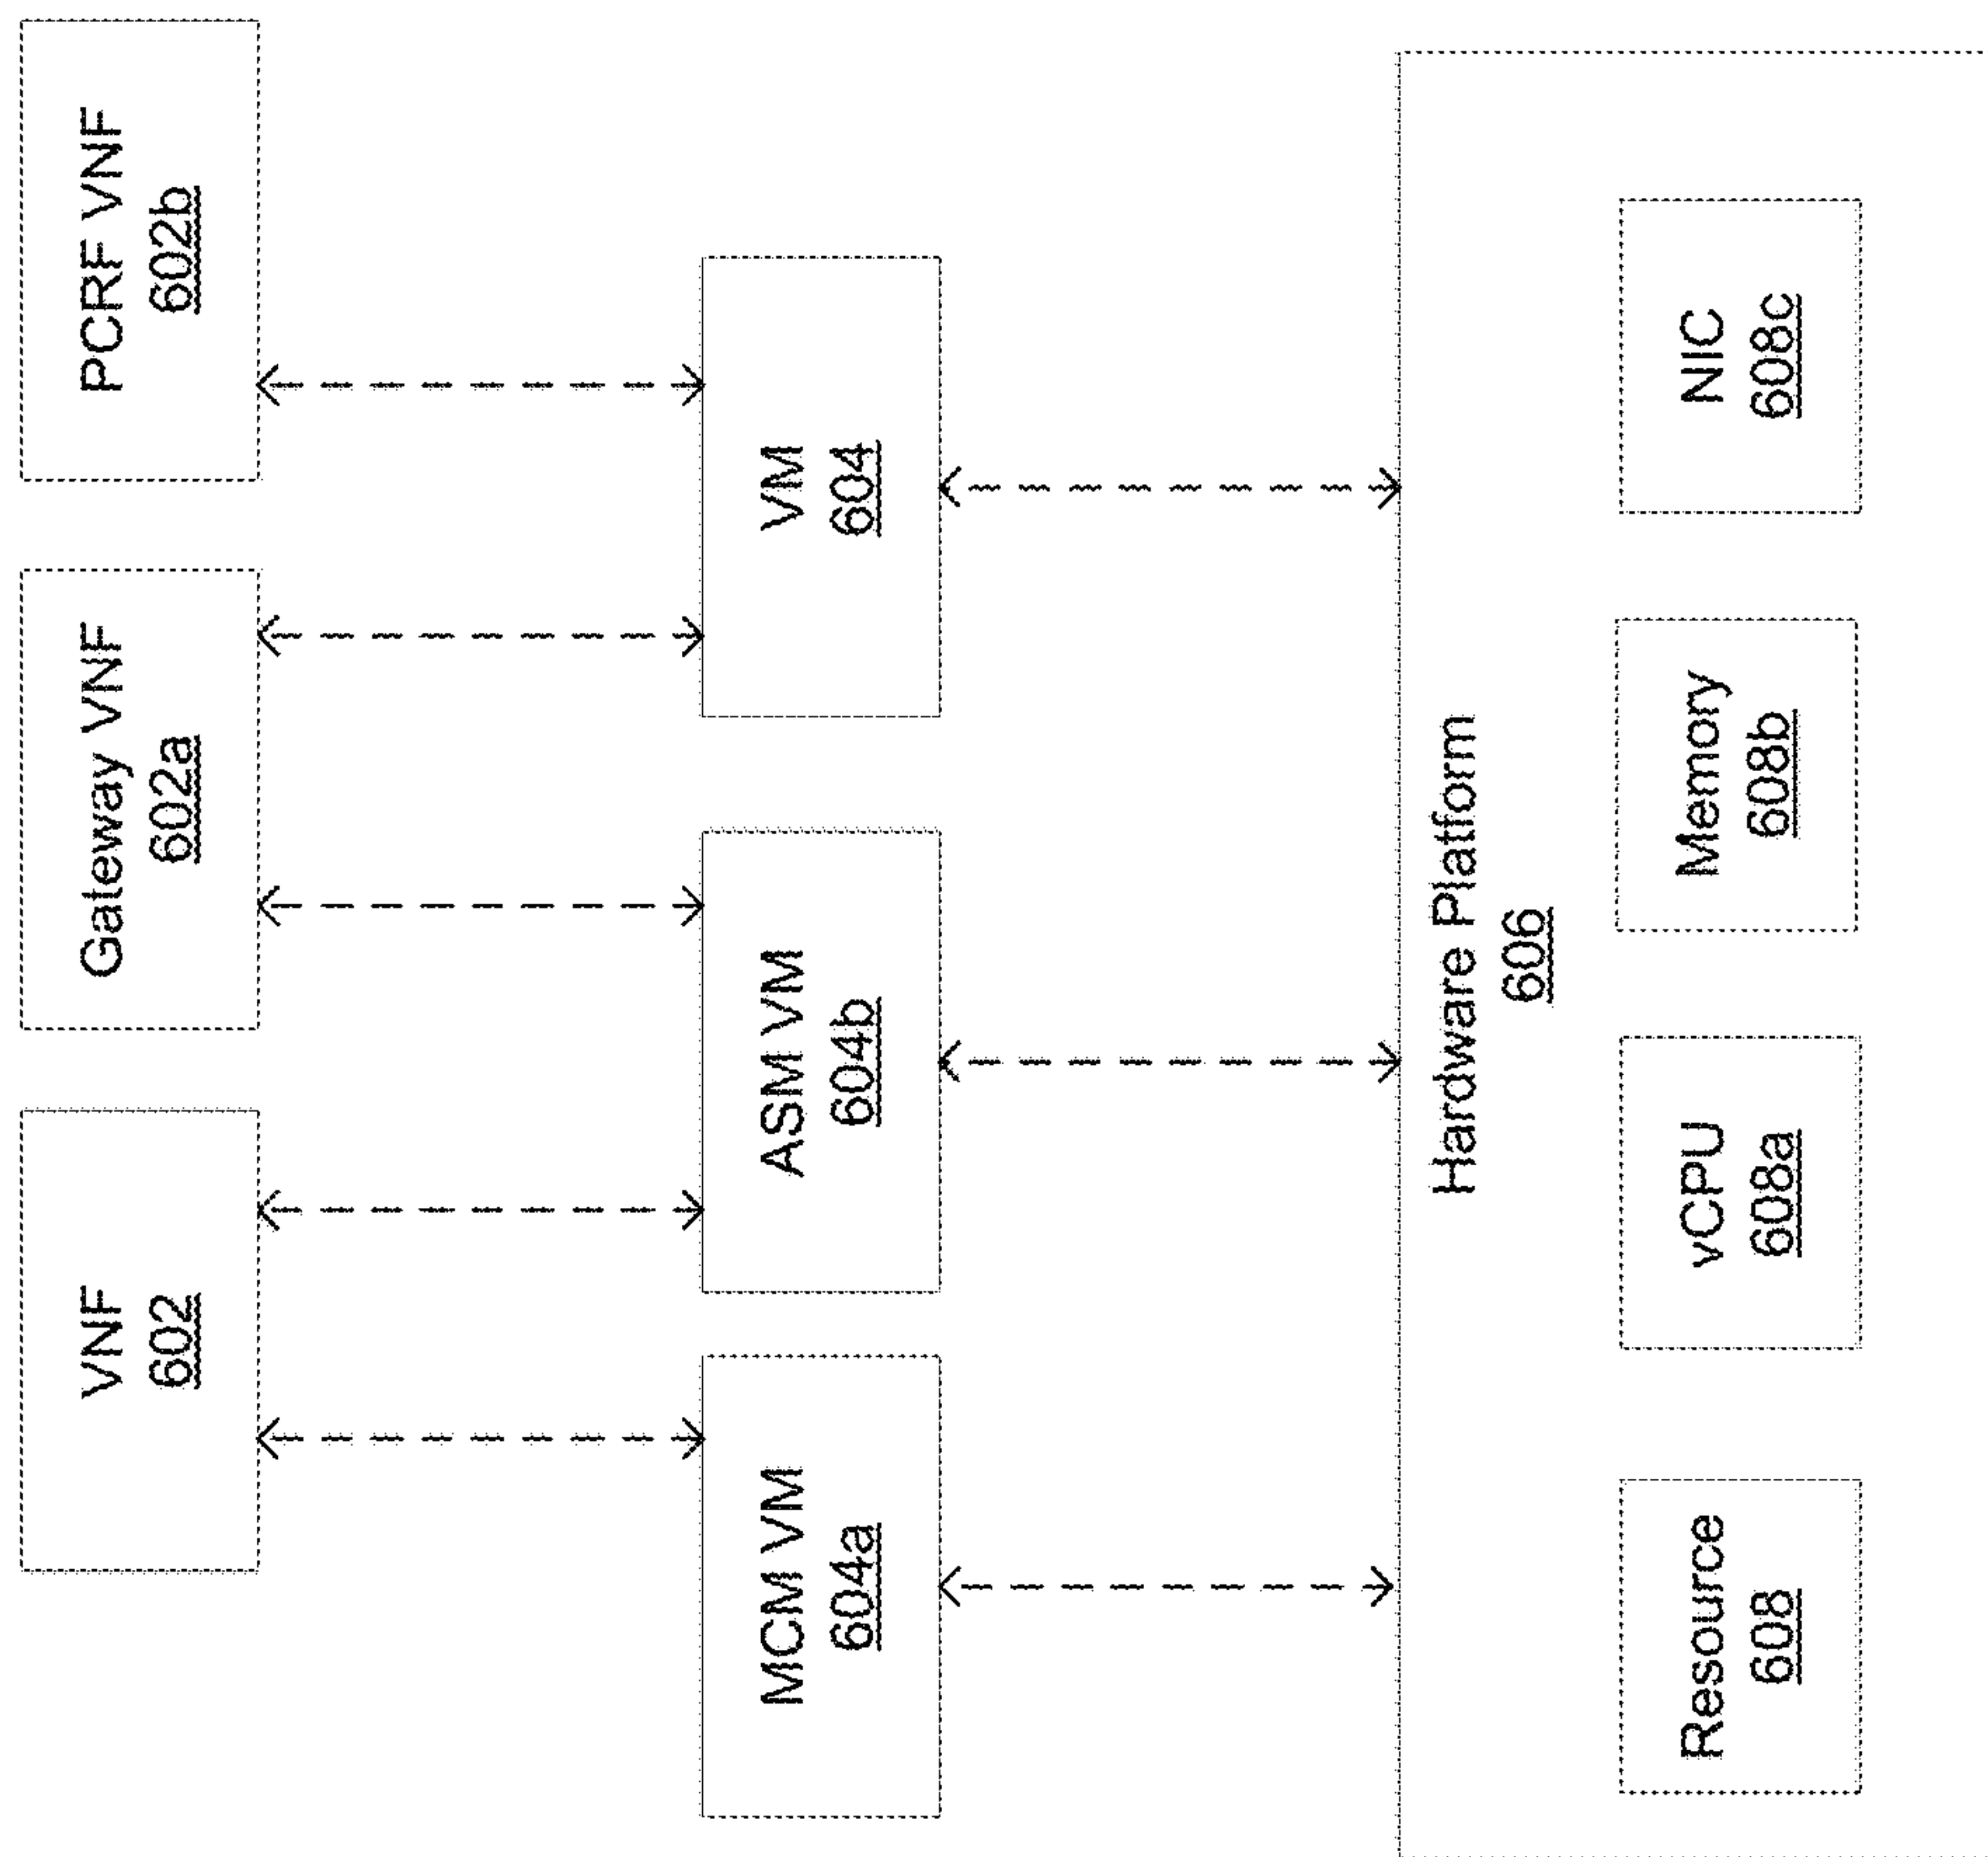 VNF
602
Gateway VNF
602a
PCRF VNF
602b
MCM VM
604a
ASM VM
604b
VM
604
Hardware Platform
606
Resource
608
vCPU
608a
Memory
608b
NIC
608c